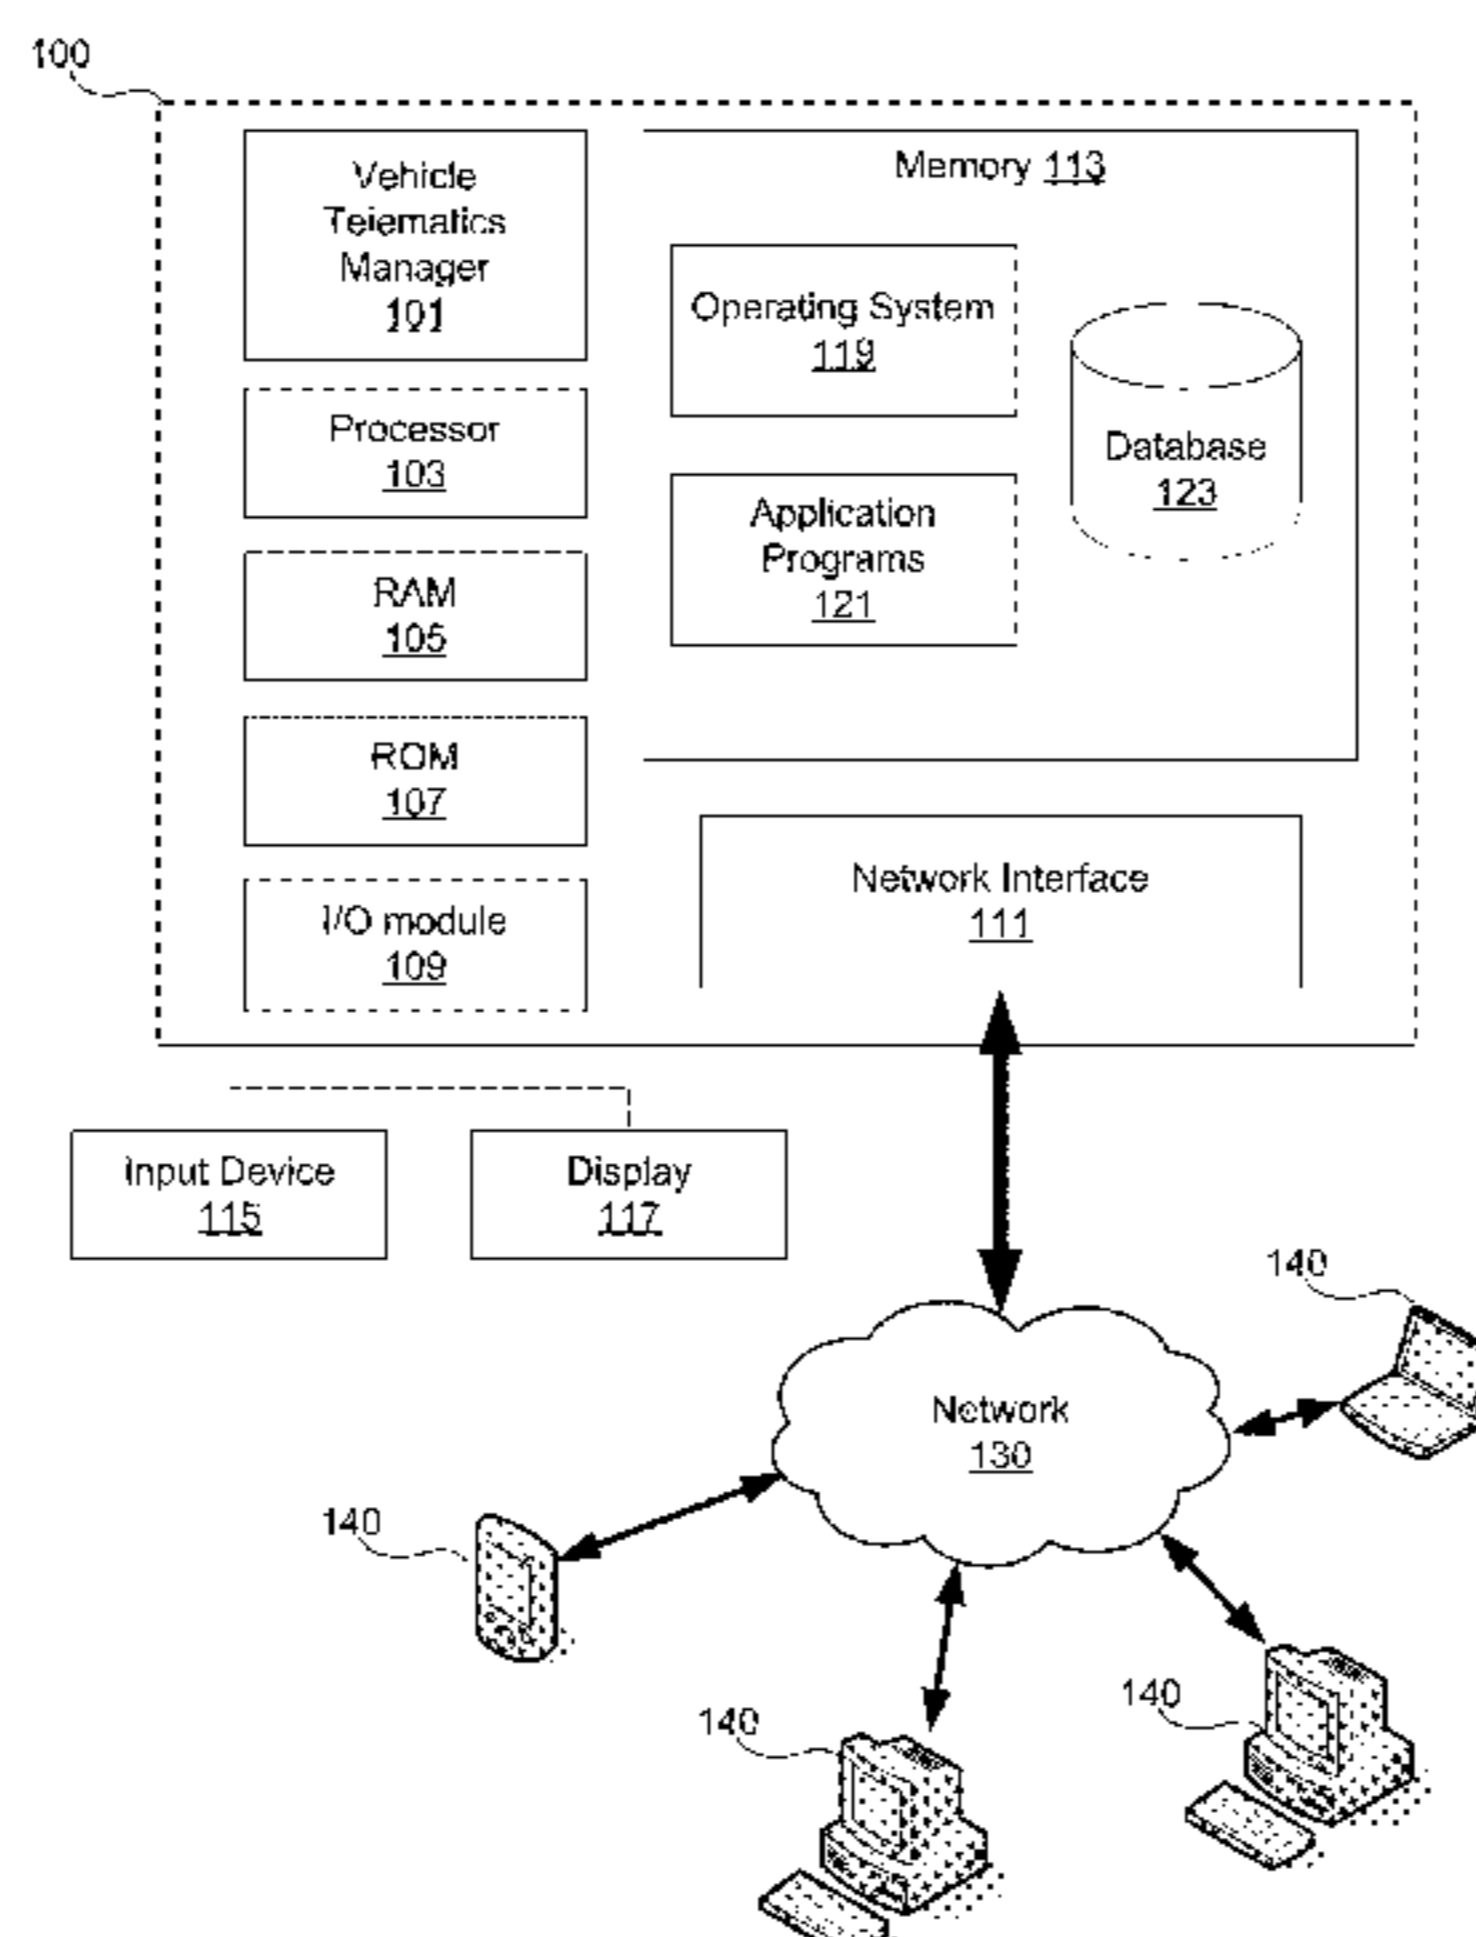 100
Vehicle
Telematics
Manager
101
Processor
103
RAM
105
ROM
107
I/O module
109
Memory 113
Operating System
119
Application
Programs
121
Database
123
Network Interface
111
Input Device
115
Display
117
Network
130
140
140
140
140